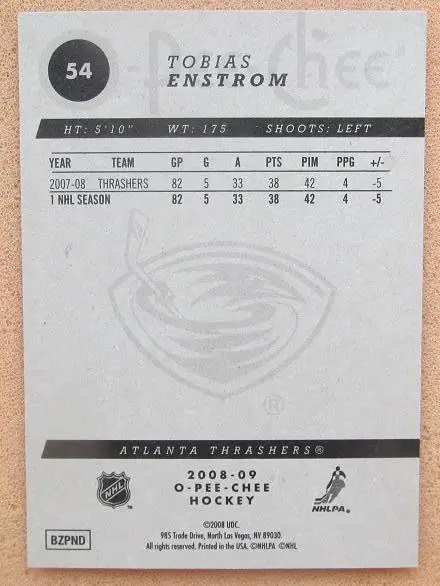 O-Pee-Chee
54
TOBIAS
ENSTROM
HT: 5'10" WT: 175 SHOOTS: LEFT
YEAR TEAM GP G A PTS PIM PPG +/-
2007-08 THRASHERS 82 5 33 38 42 4 -5
1 NHL SEASON 82 5 33 38 42 4 -5
®
ATLANTA THRASHERS®
NHL
™
2008-09
O-PEE-CHEE
HOCKEY
NHLPA®
©2008 UDC.
985 Trade Drive, North Las Vegas, NV 89030.
All rights reserved. Printed in the USA. ©NHLPA ©NHL
BZPND